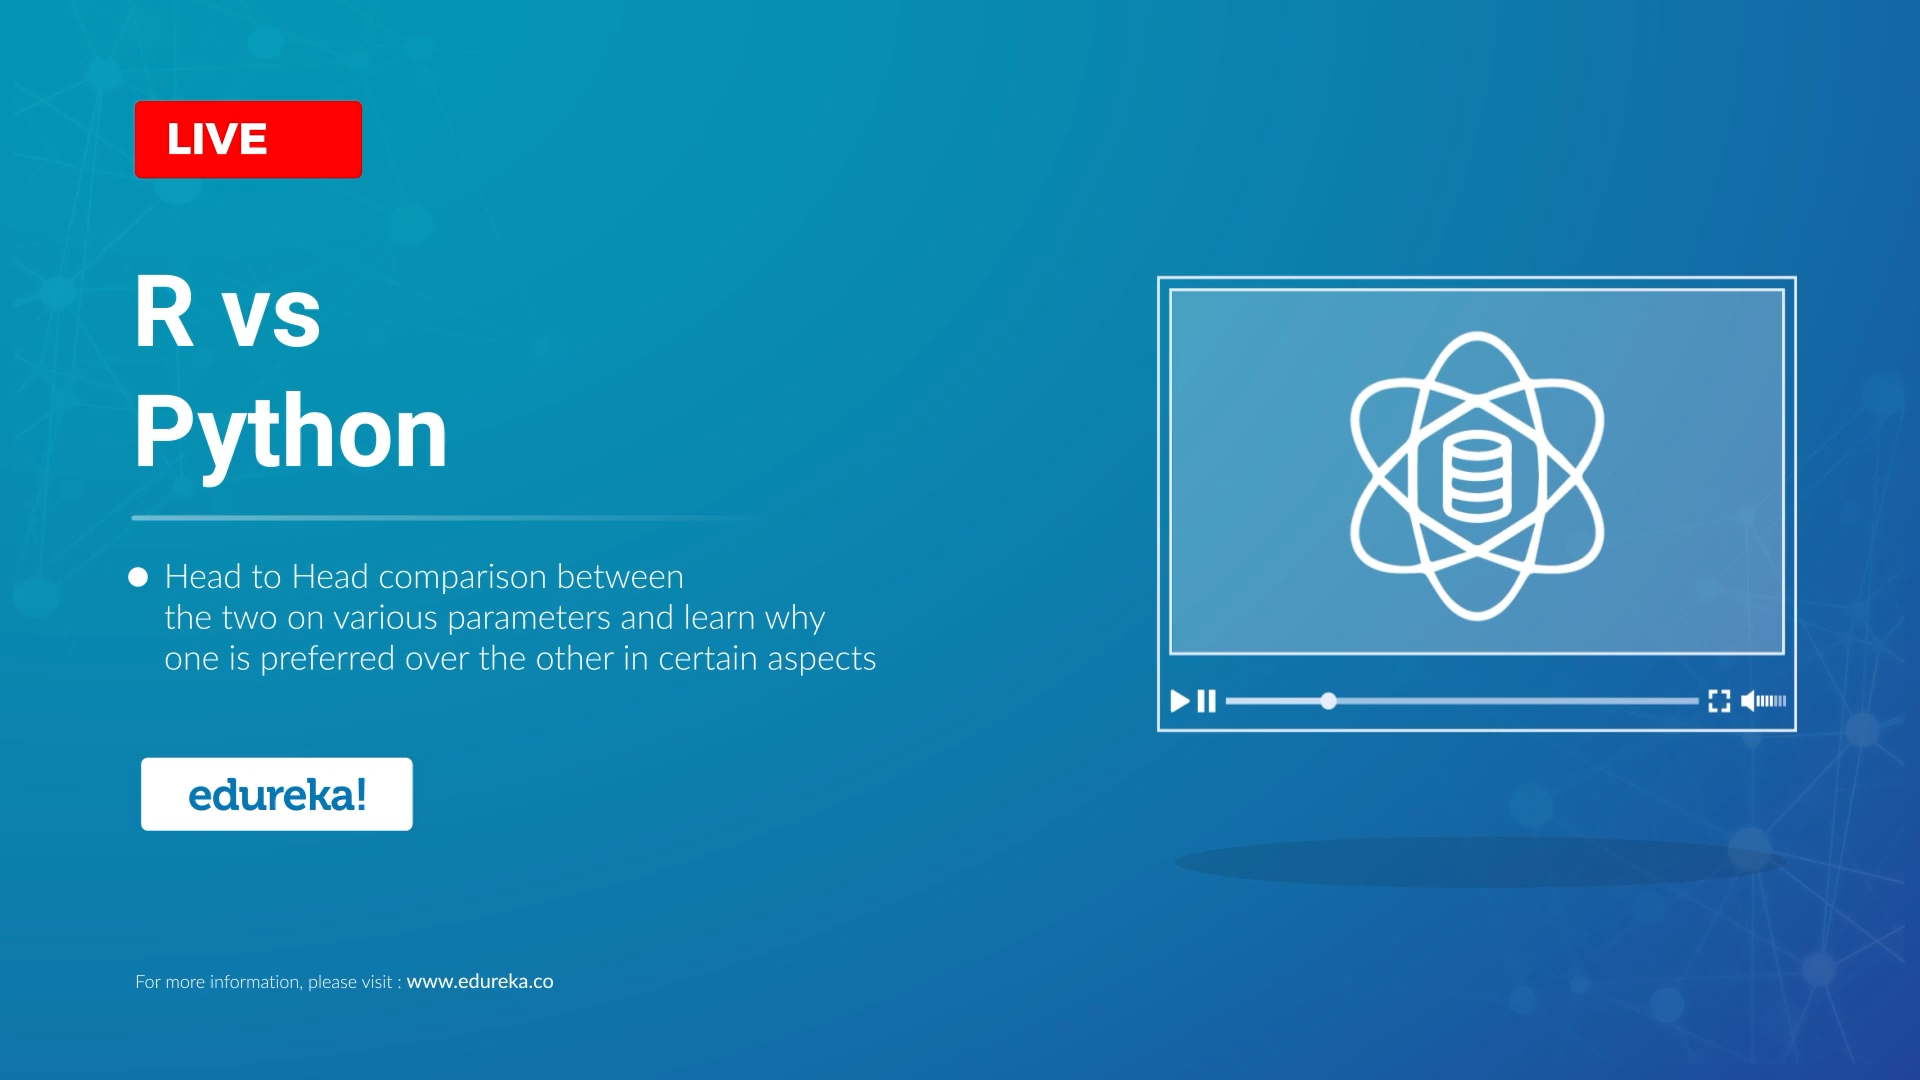 LIVE
R vs
Python
Head to Head comparison between
the two on various parameters and learn why
one is preferred over the other in certain aspects
edureka!
For more information, please visit : www.edureka.co